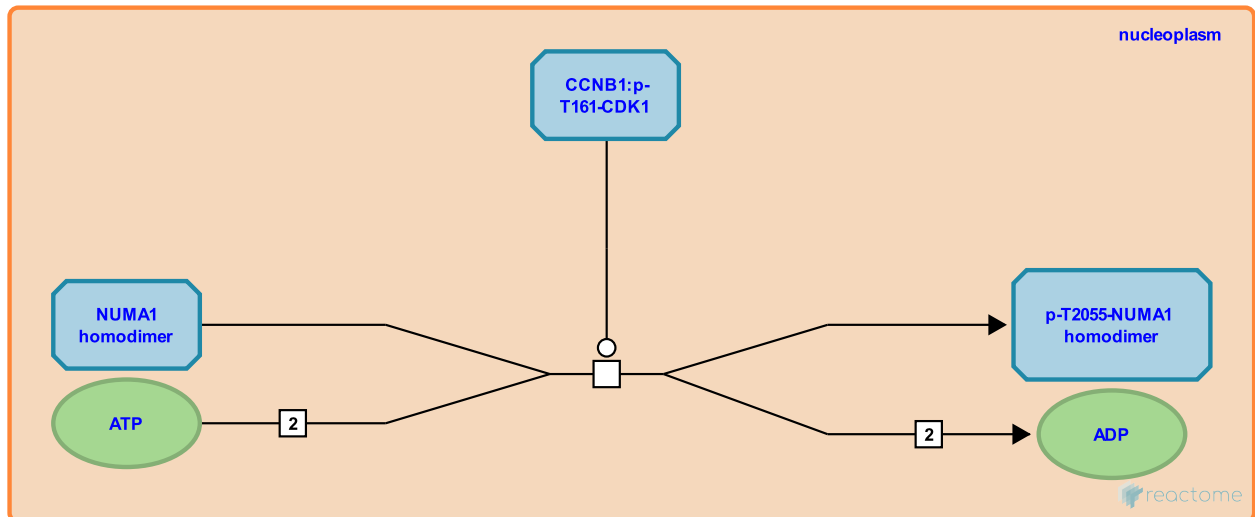 nucleoplasm
CCNB1:p-
T161-CDK1
NUMA1
homodimer
p-T2055-NUMA1
homodimer
ATP
2
2
ADP
reactome